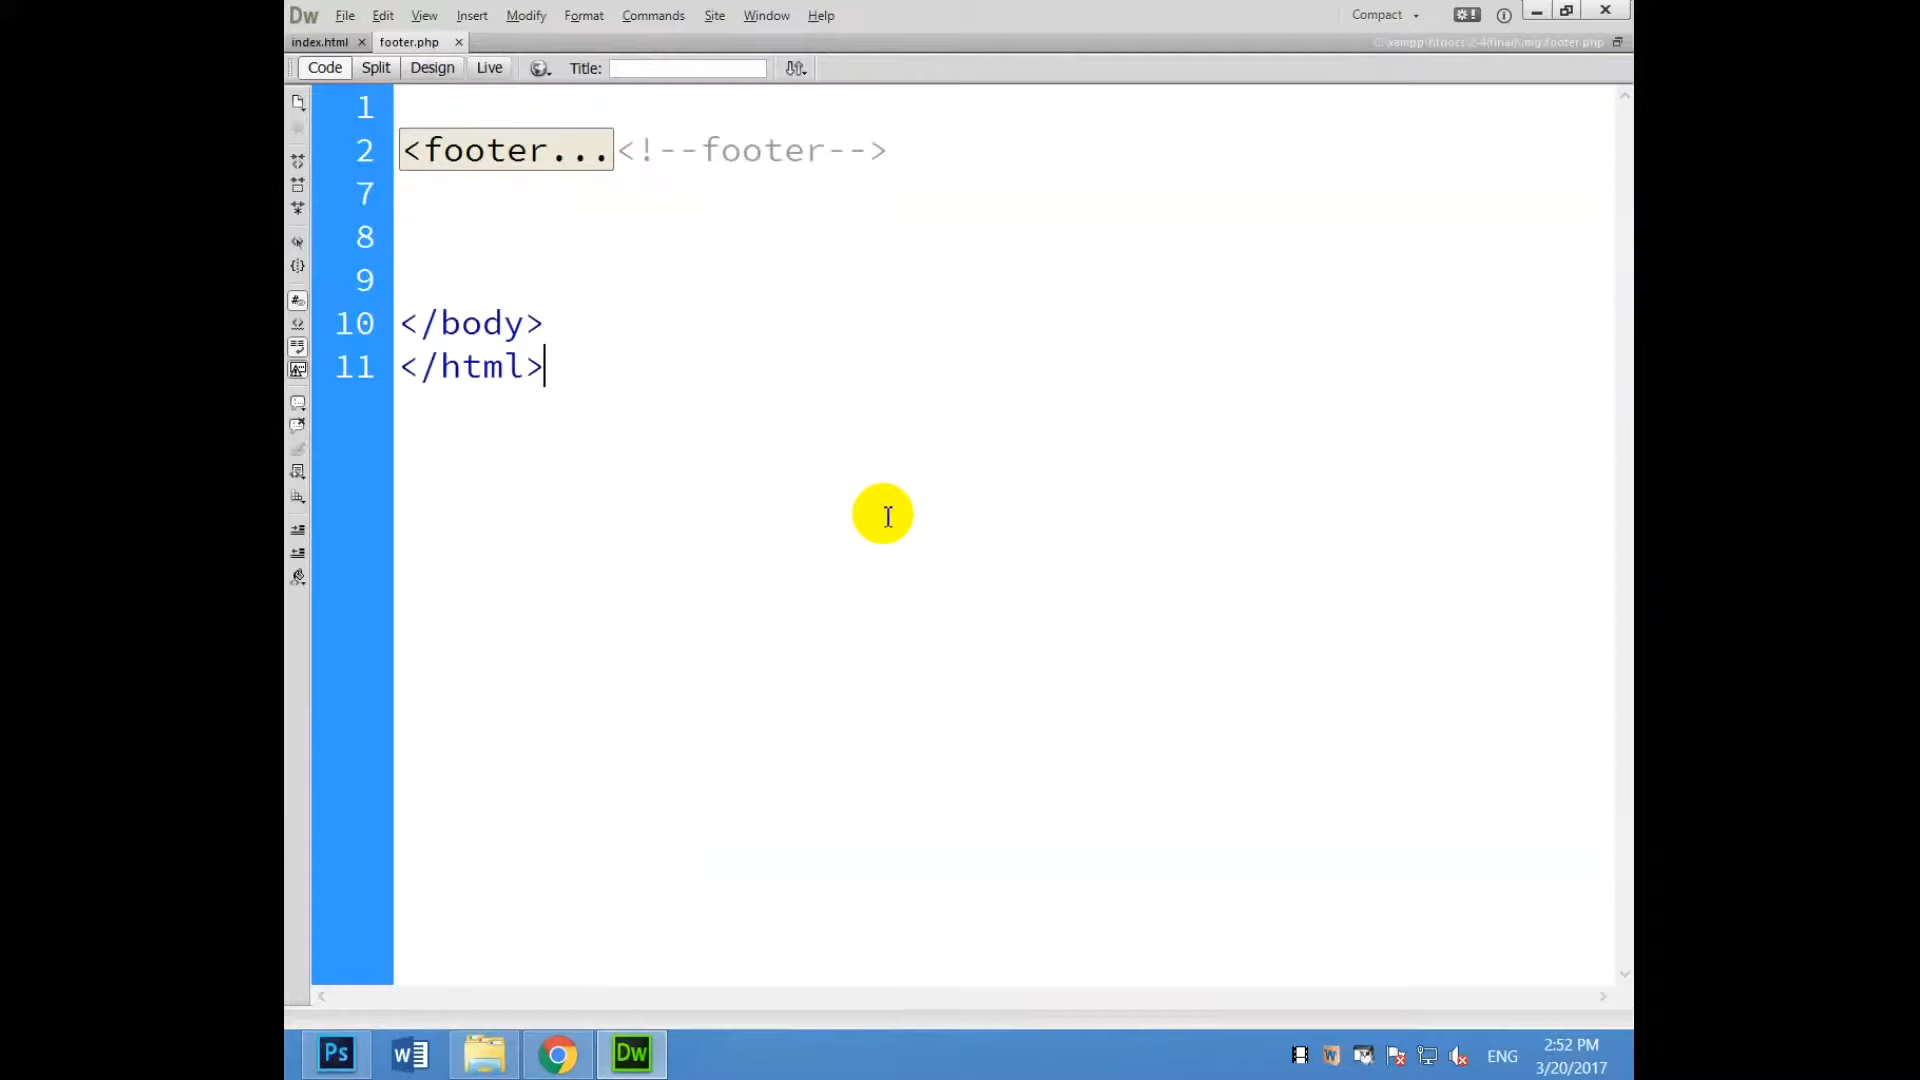 Dw File Edit View Insert Modify Format Commands Site Window Help Compact
index.html footer.php
Code Split Design Live Title:
1
2 <footer...<!--footer-->
7
8
9
10 </body>
11 </html>
Ps W Dw W ENG 2:52 PM
3/20/2017